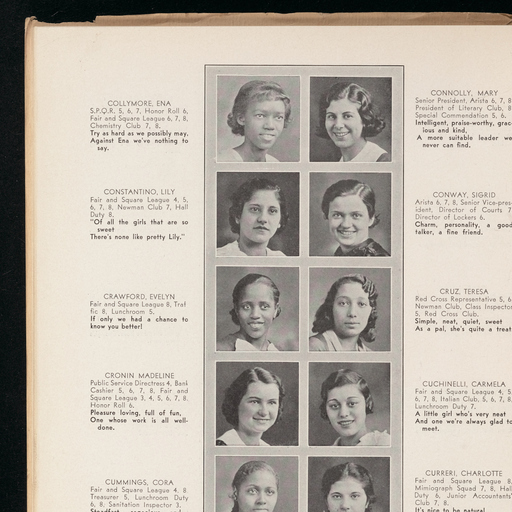 COLLYMORE, ENA
S.P.Q.R. 5, 6, 7, Honor Roll 6,
Fair and Square League 6, 7, 8,
Chemistry Club 7, 8.
Try as hard as we possibly may,
Against Ena we've nothing to
say.
CONSTANTINO, LILY
Fair and Square League 4, 5,
6, 7, 8, Newman Club 7, Hall
Duty 8.
"Of all the girls that are so
sweet
There's none like pretty Lily."
CRAWFORD, EVELYN
Fair and Square League 8, Traf
fic 8, Lunchroom 5.
If only we had a chance to
know you better!
CRONIN MADELINE
Public Service Directress 4, Bank
Cashier 5, 6, 7, 8, Fair and
Square League 3, 4, 5, 6, 7, 8,
Honor Roll 6.
Pleasure loving, full of fun,
One whose work is all well-
done.
CUMMINGS, CORA
Fair and Square League 4, 8
Treasurer 5, Lunchroom Duty
6, 8, Sanitation Inspector 3.
CONNOLLY, MARY
Senior President, Arista 6, 7, 8
President of Literary Club, 8
Special Commendation 5, 6.
Intelligent, praise-worthy, grac-
ious and kind,
A more suitable leader we
never can find.
CONWAY, SIGRID
Arista 6, 7, 8, Senior Vice-pres-
ident, Director of Courts 7
Director of Lockers 6.
Charm, personality, a good
talker, a fine friend.
CRUZ, TERESA
Red Cross Representative 5, 6
Newman Club, Class Inspector
5, Red Cross Club.
Simple, neat, quiet, sweet
As a pal, she's quite a treat
CUCHINELLI, CARMELA
Fair and Square League 4, 5
6, 7, 8, Italian Club, 5, 6, 7, 8
Lunchroom Duty 7.
A little girl who's very neat
And one we're always glad to
meet.
CURRERI, CHARLOTTE
Fair and Square League 8,
Mimiograph Squad 7, 8, Hall
Duty 6, Junior Accountants'
Club 7, 8.
It's nice to be natural